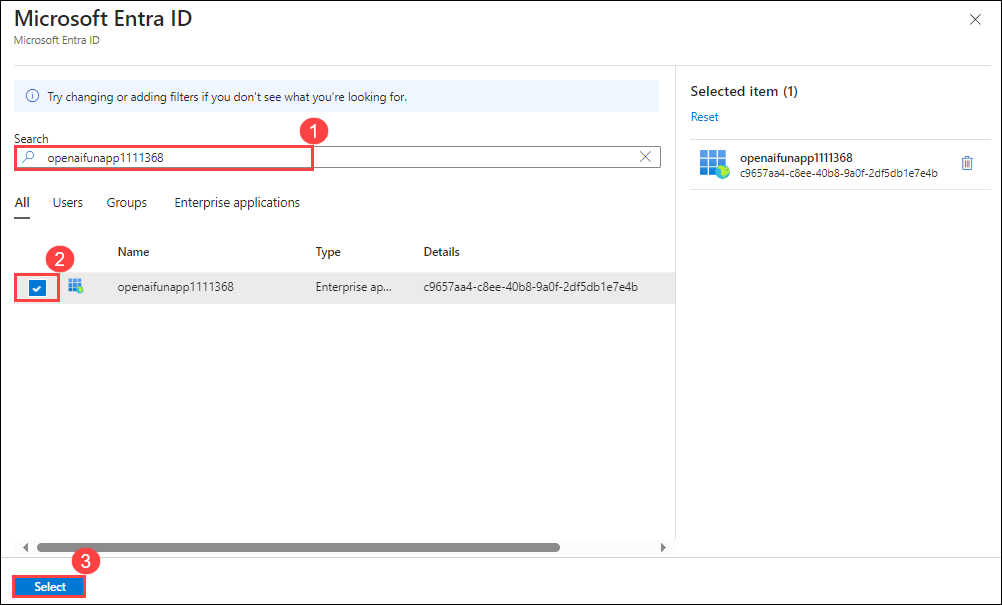 Microsoft Entra ID
Microsoft Entra ID
Try changing or adding filters if you don't see what you're looking for.
Search
1
openaifunapp1111368
All Users Groups Enterprise applications
2
Name Type Details
openaifunapp1111368 Enterprise ap... c9657aa4-c8ee-40b8-9a0f-2df5db1e7e4b
Selected item (1)
Reset
openaifunapp1111368
c9657aa4-c8ee-40b8-9a0f-2df5db1e7e4b
3
Select